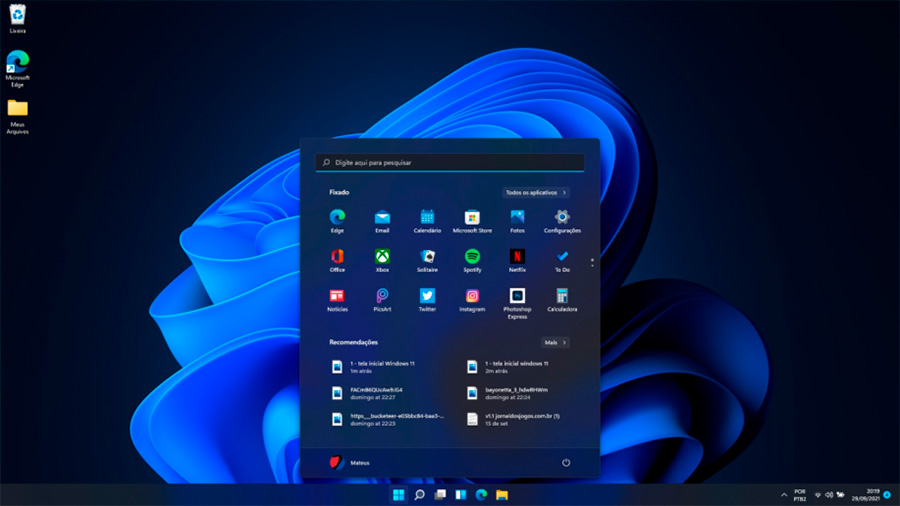 Lixeira
Microsoft
Edge
Meus
Arquivos
Digite aqui para pesquisar
Fixado
Todos os aplicativos
Edge
Email
Calendário
Microsoft Store
Fotos
Configurações
Office
Xbox
Solitaire
Spotify
Netflix
To Do
Notícias
PicsArt
Twitter
Instagram
Photoshop
Express
Calculadora
Recomendações
Mais
1 - tela inicial Windows 11
1m atrás
1 - tela inicial windows 11
2m atrás
domingo at 22:27
bayonetta_3_hdwRHWm
domingo at 22:24
domingo at 22:23
v1.1 jornaldosjogos.com.br (1)
15 de set
Mateus
POR
PTB2
20:19
29/09/2021